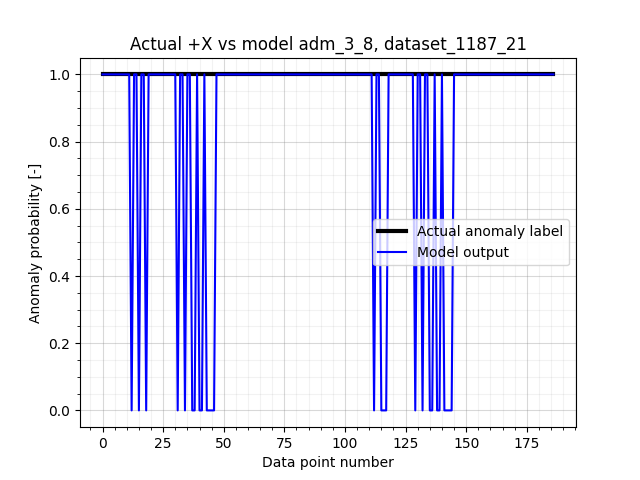 Actual +X vs model adm_3_8, dataset_1187_21
1.0
0.8
0.6
0.4
0.2
0.0
Anomaly probability [-]
Actual anomaly label
Model output
0 25 50 75 100 125 150 175
Data point number